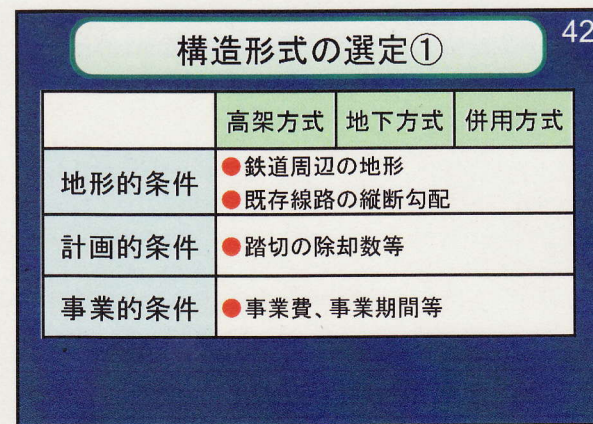 42
構造形式の選定①
高架方式 地下方式 併用方式
地形的条件
●鉄道周辺の地形
●既存線路の縦断勾配
計画的条件 ●踏切の除却数等
事業的条件 ●事業費、事業期間等